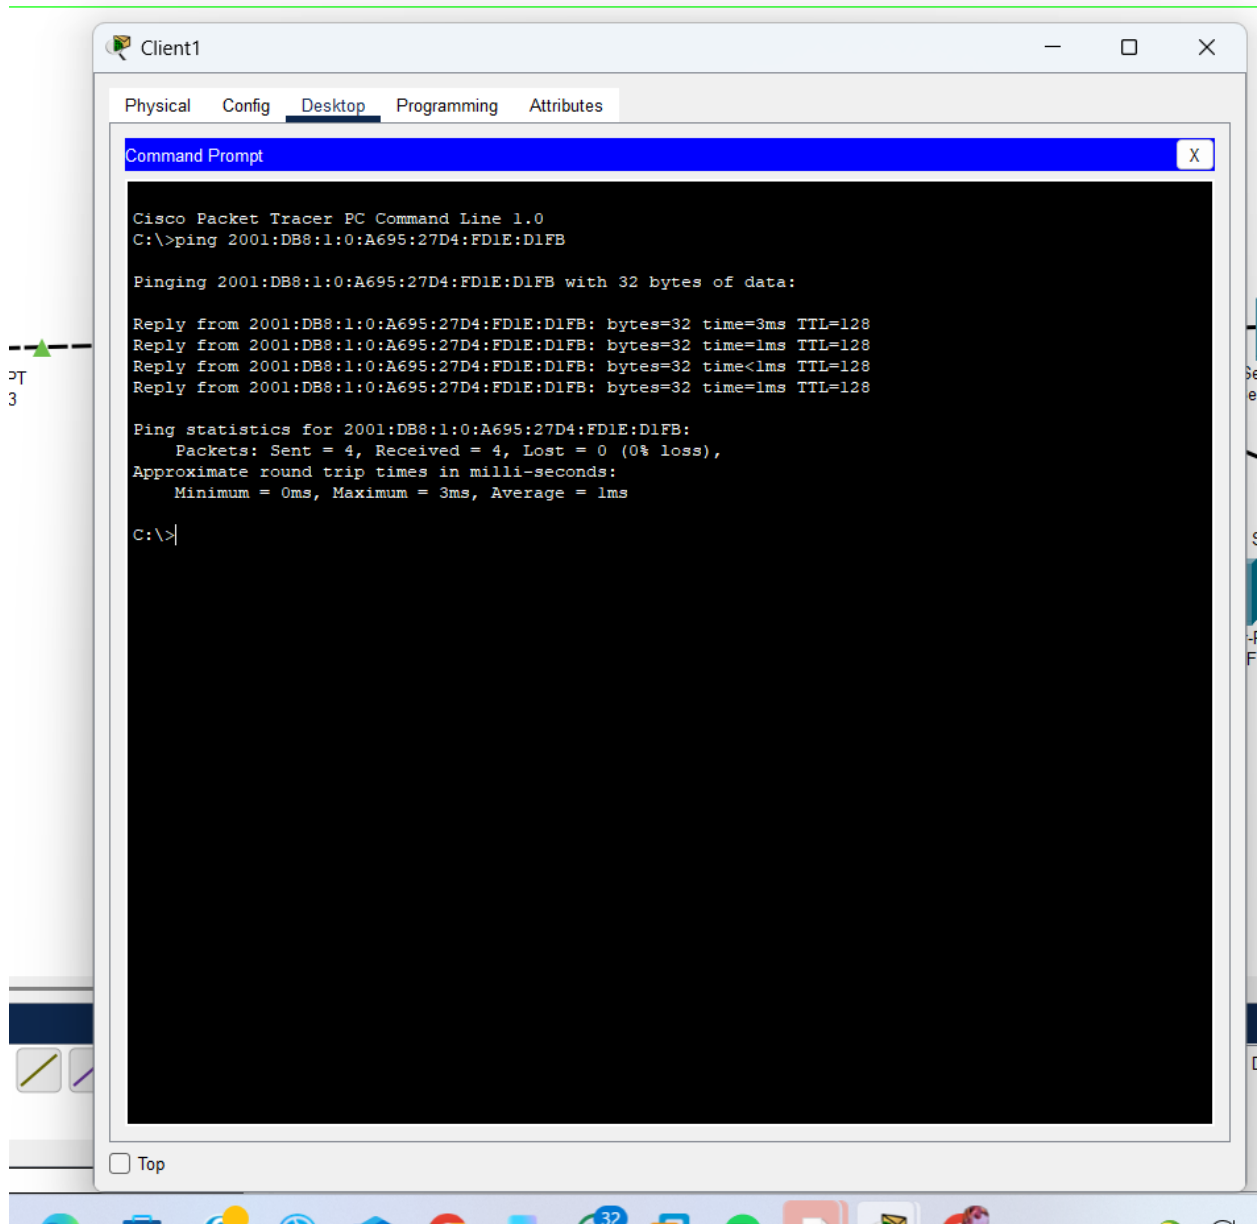 Client1
Physical Config Desktop Programming Attributes
Command Prompt
X
Cisco Packet Tracer PC Command Line 1.0
C:\>ping 2001:DB8:1:0:A695:27D4:FD1E:D1FB
Pinging 2001:DB8:1:0:A695:27D4:FD1E:D1FB with 32 bytes of data:
Reply from 2001:DB8:1:0:A695:27D4:FD1E:D1FB: bytes=32 time=3ms TTL=128
Reply from 2001:DB8:1:0:A695:27D4:FD1E:D1FB: bytes=32 time=1ms TTL=128
Reply from 2001:DB8:1:0:A695:27D4:FD1E:D1FB: bytes=32 time<1ms TTL=128
Reply from 2001:DB8:1:0:A695:27D4:FD1E:D1FB: bytes=32 time=1ms TTL=128
Ping statistics for 2001:DB8:1:0:A695:27D4:FD1E:D1FB:
Packets: Sent = 4, Received = 4, Lost = 0 (0% loss),
Approximate round trip times in milli-seconds:
Minimum = 0ms, Maximum = 3ms, Average = 1ms
C:\>
PT
3
Top
32